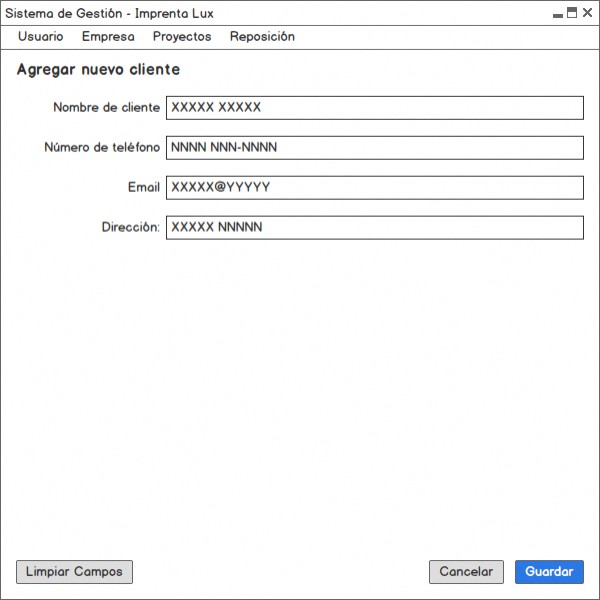 Sistema de Gestión - Imprenta Lux
Usuario Empresa Proyectos Reposición
Agregar nuevo cliente
Nombre de cliente XXXXX XXXXX
Número de teléfono NNNN NNN-NNNN
Email XXXXX@YYYYY
Dirección: XXXXX NNNNN
Limpiar Campos Cancelar Guardar